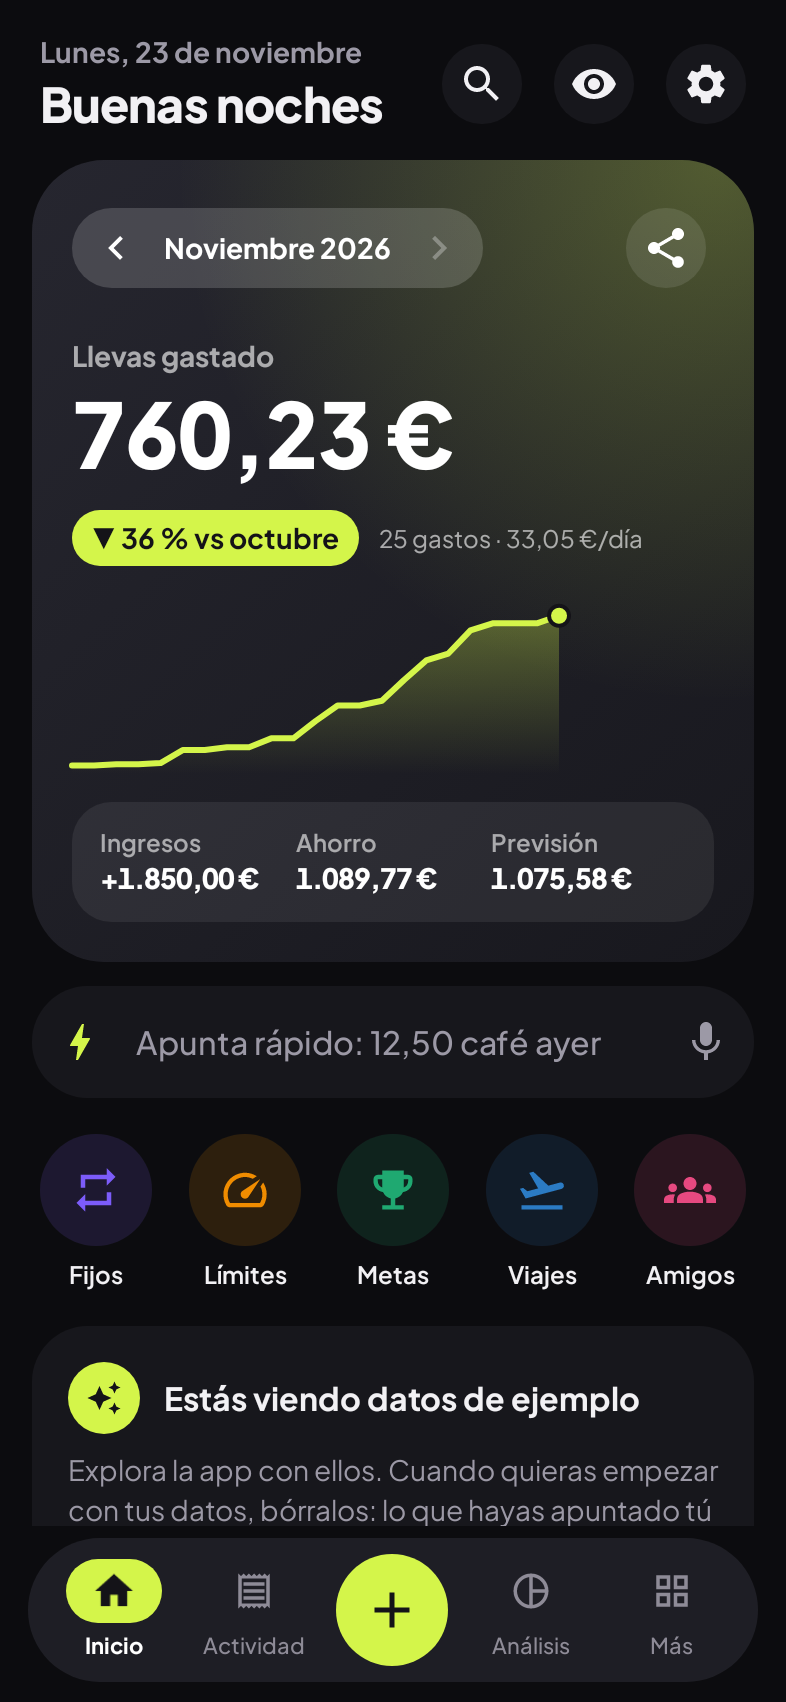 Lunes, 23 de noviembre
Buenas noches
Noviembre 2026
Llevas gastado
760,23 €
▼ 36 % vs octubre
25 gastos · 33,05 €/día
Ingresos
+1.850,00 €
Ahorro
1.089,77 €
Previsión
1.075,58 €
Apunta rápido: 12,50 café ayer
Fijos
Límites
Metas
Viajes
Amigos
Estás viendo datos de ejemplo
Explora la app con ellos. Cuando quieras empezar
con tus datos, bórralos: lo que hayas apuntado tú
Inicio
Actividad
Análisis
Más